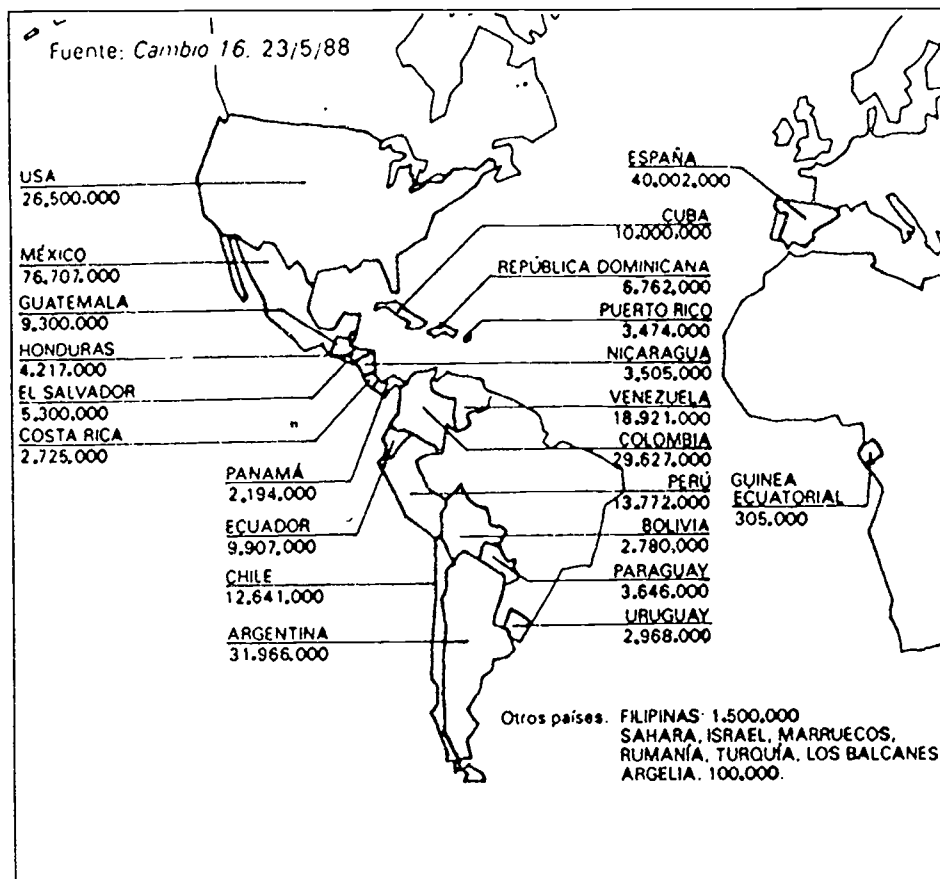 Fuente: Cambio 16. 23/5/88
USA
26,500.000
MÉXICO
76,707.000
GUATEMALA
9.300.000
HONDURAS
4.217.000
EL SALVADOR
5.300.000
COSTA RICA
2.725,000
PANAMÁ
2.194.000
ECUADOR
9.907.000
CHILE
12.641,000
ARGENTINA
31.966.000
ESPAÑA
40.002.000
CUBA
10.000,000
REPÚBLICA DOMINICANA
6.762,000
PUERTO RICO
3.474.000
NICARAGUA
3,505.000
VENEZUELA
18.921.000
COLOMBIA
29.627.000
PERÚ
13.772.000
BOLIVIA
2.780,000
PARAGUAY
3.646.000
URUGUAY
2.968.000
GUINEA
ECUATORIAL
305.000
Otros países. FILIPINAS: 1.500.000
SAHARA, ISRAEL, MARRUECOS,
RUMANÍA, TURQUÍA, LOS BALCANES
ARGELIA. 100.000.